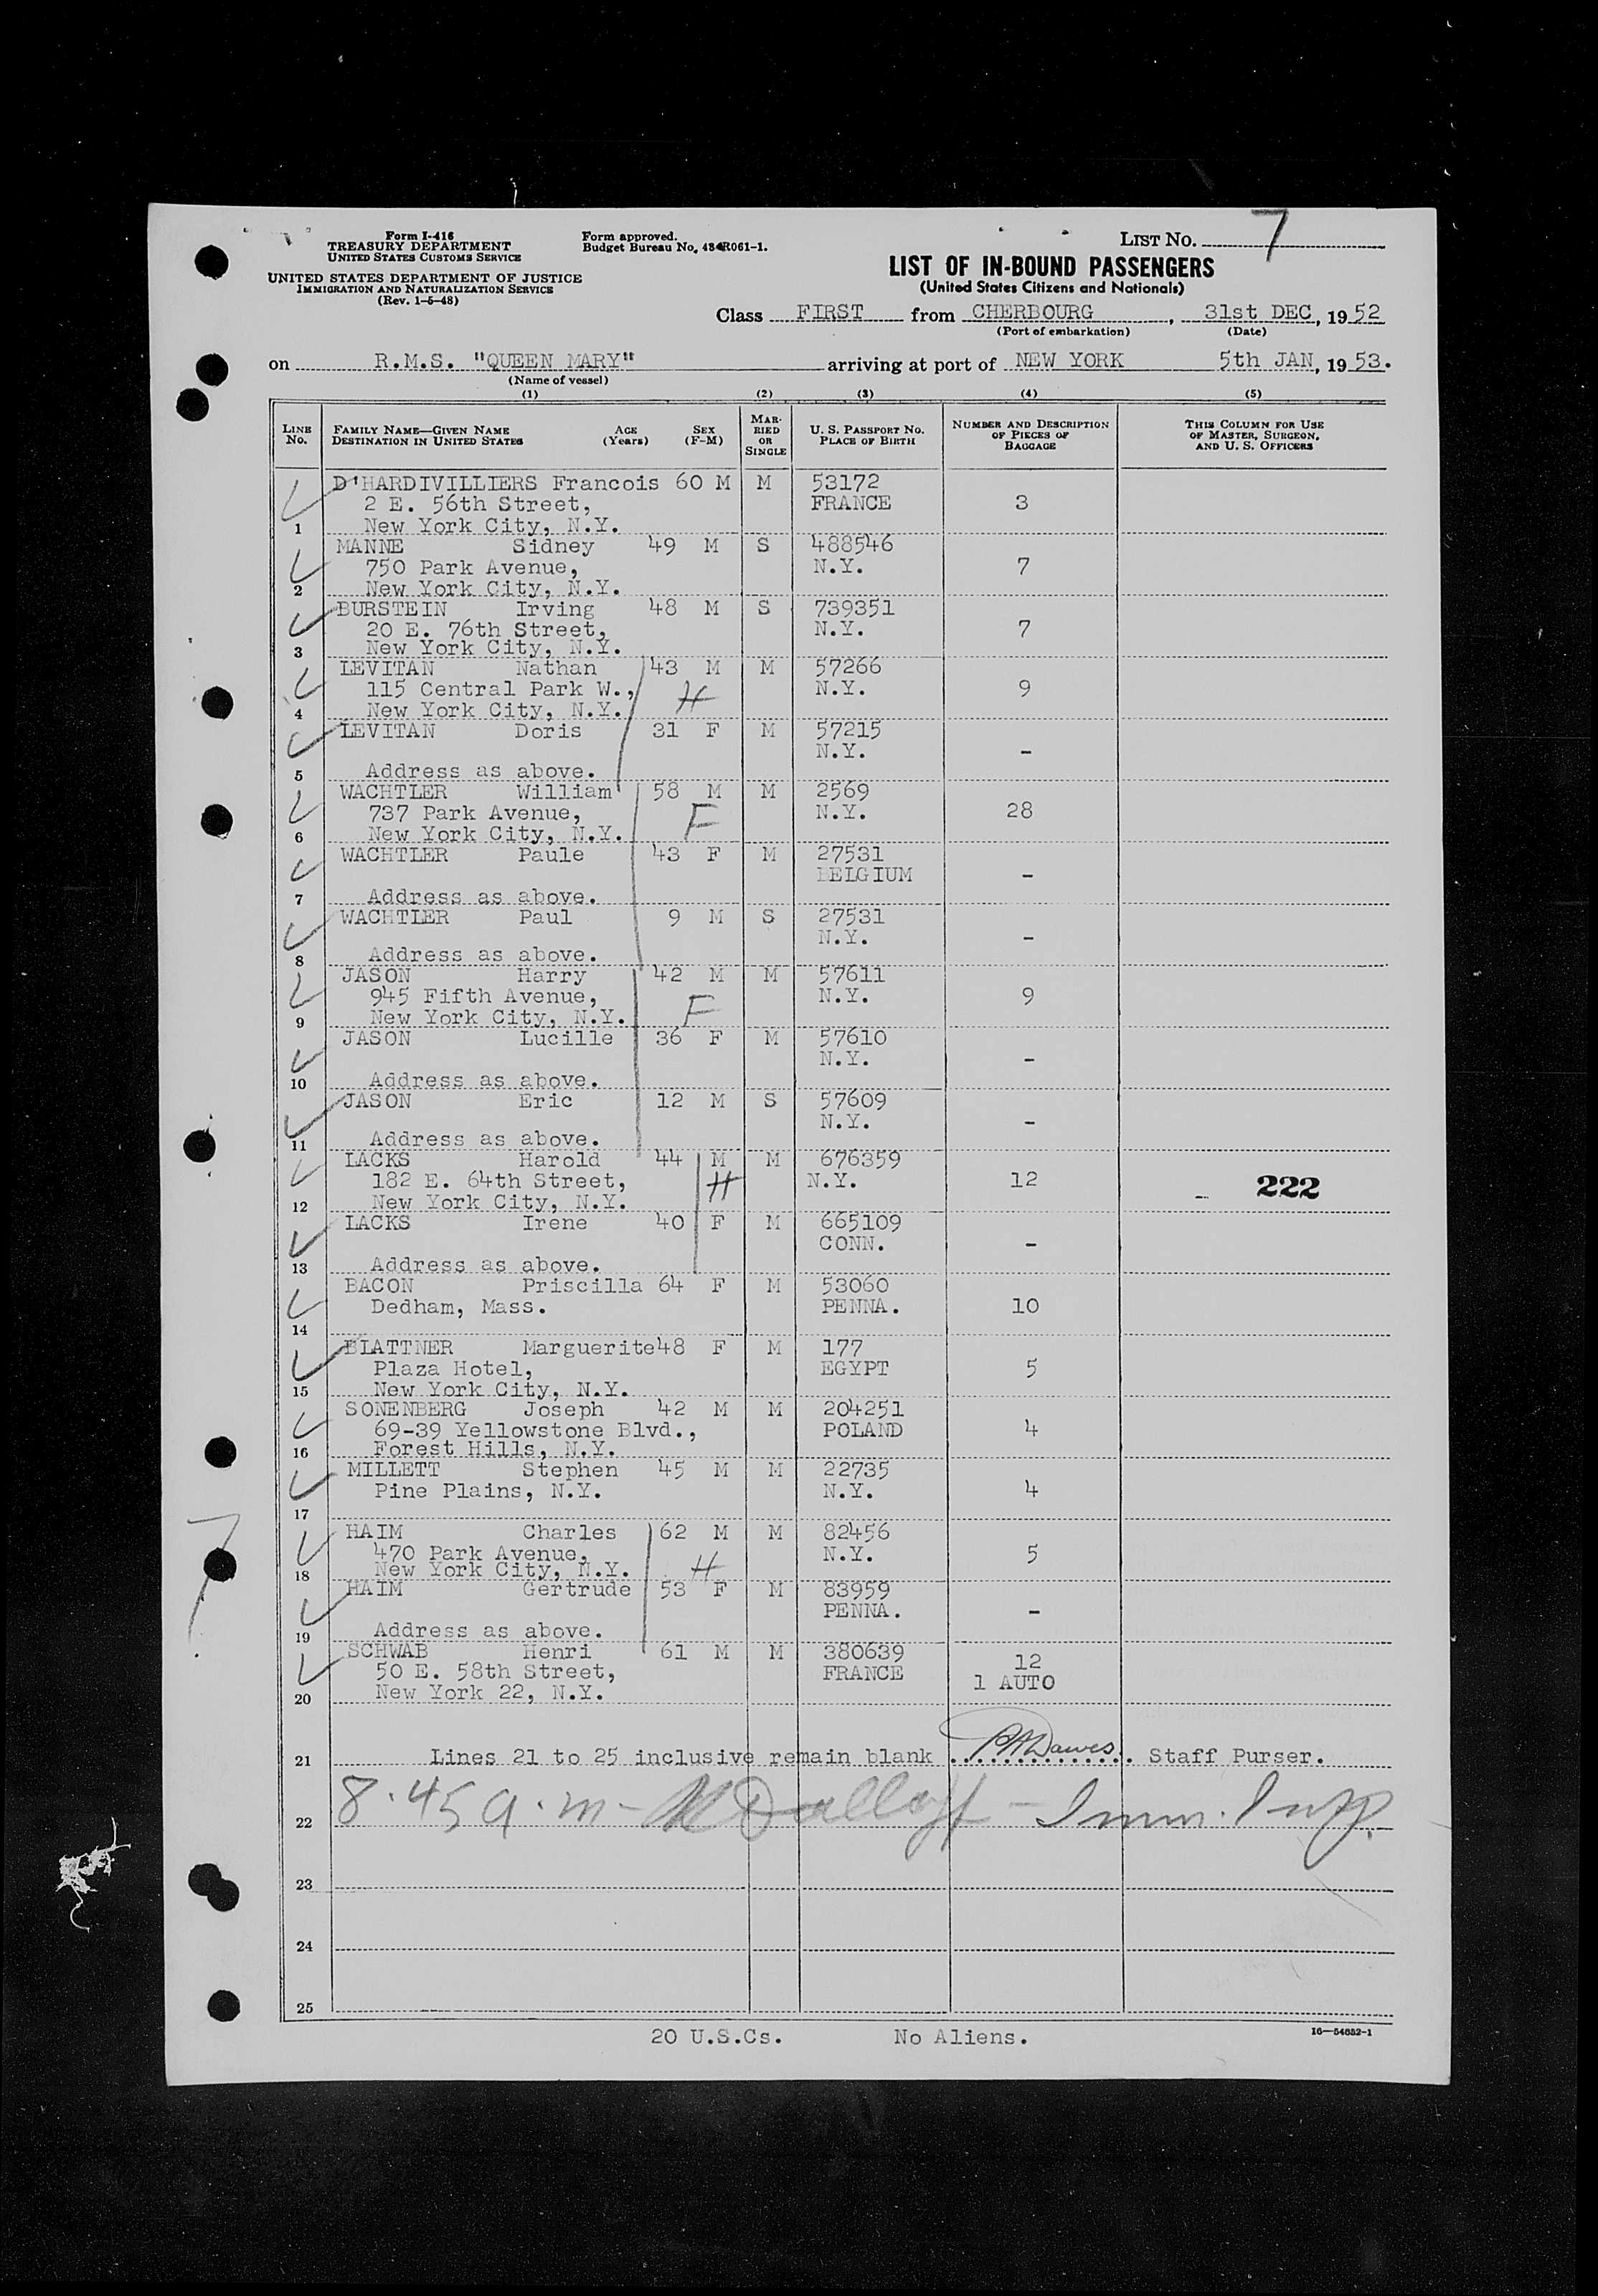 Form I-416
TREASURY DEPARTMENT
UNITED STATES CUSTOMS SERVICE
UNITED STATES DEPARTMENT OF JUSTICE
IMMIGRATION AND NATURALIZATION SERVICE
(Rev. 1-5-48)
Form approved.
Budget Bureau No. 43-R061-1.
LIST NO. 7
LIST OF IN-BOUND PASSENGERS
(United States Citizens and Nationals)
Class FIRST from CHERBOURG, 31st DEC, 1952
(Port of embarkation) (Date)
on R.M.S. "QUEEN MARY" arriving at port of NEW YORK 5th JAN, 1953.
(Name of vessel)
(1) (2) (3) (4) (5)
LINE No. FAMILY NAME—GIVEN NAME DESTINATION IN UNITED STATES AGE (Years) SEX (F-M) MARRIED OR SINGLE U. S. PASSPORT NO. PLACE OF BIRTH NUMBER AND DESCRIPTION OF PIECES OF BAGGAGE THIS COLUMN FOR USE OF MASTER, SURGEON, AND U. S. OFFICERS
D'HARDIVILLIERS Francois 60 M M 53172
2 E. 56th Street, FRANCE 3
1 New York City, N.Y.
MANNE Sidney 49 M S 488546
750 Park Avenue, N.Y. 7
2 New York City, N.Y.
BURSTEIN Irving 48 M S 739351
20 E. 76th Street, N.Y. 7
3 New York City, N.Y.
LEVITAN Nathan 43 M M 57266
115 Central Park W., H N.Y. 9
4 New York City, N.Y.
LEVITAN Doris 31 F M 57215
N.Y. -
5 Address as above.
WACHTLER William 58 M M 2569
737 Park Avenue, F N.Y. 28
6 New York City, N.Y.
WACHTLER Paule 43 F M 27531
BELGIUM -
7 Address as above.
WACHTLER Paul 9 M S 27531
N.Y. -
8 Address as above.
JASON Harry 42 M M 57611
945 Fifth Avenue, F N.Y. 9
9 New York City, N.Y.
JASON Lucille 36 F M 57610
N.Y. -
10 Address as above.
JASON Eric 12 M S 57609
N.Y. -
11 Address as above.
LACKS Harold 44 M M 676359
182 E. 64th Street, H N.Y. 12 - 222
12 New York City, N.Y.
LACKS Irene 40 F M 665109
CONN. -
13 Address as above.
BACON Priscilla 64 F M 53060
Dedham, Mass. PENNA. 10
14
BLATTNER Marguerite 48 F M 177
Plaza Hotel, EGYPT 5
15 New York City, N.Y.
SONENBERG Joseph 42 M M 204251
69-39 Yellowstone Blvd., POLAND 4
16 Forest Hills, N.Y.
MILLETT Stephen 45 M M 22735
Pine Plains, N.Y. N.Y. 4
17
HAIM Charles 62 M M 82456
470 Park Avenue, N.Y. 5
18 New York City, N.Y. H
HAIM Gertrude 53 F M 83959
PENNA. -
19 Address as above.
SCHWAB Henri 61 M M 380639
50 E. 58th Street, FRANCE 12
20 New York 22, N.Y. 1 AUTO
21 Lines 21 to 25 inclusive remain blank Dawes Staff Purser.
22 8.45 a.m - Imm. Insp.
23
24
25
20 U.S.Cs. No Aliens.
16—54652-1